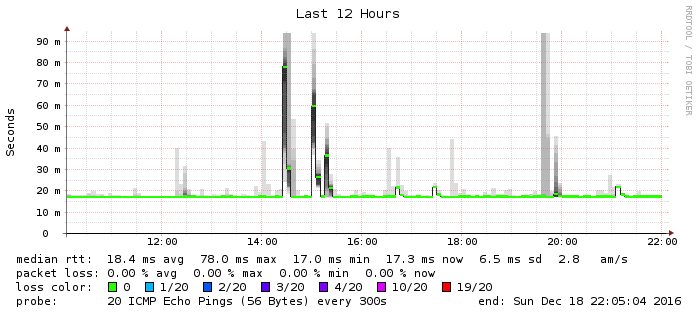 Last 12 Hours
RRDTOOL / TOBI OETIKER
Seconds
90 m
80 m
70 m
60 m
50 m
40 m
30 m
20 m
10 m
0
12:00 14:00 16:00 18:00 20:00 22:00
median rtt: 18.4 ms avg 78.0 ms max 17.0 ms min 17.3 ms now 6.5 ms sd 2.8 am/s
packet loss: 0.00 % avg 0.00 % max 0.00 % min 0.00 % now
loss color: 0 1/20 2/20 3/20 4/20 10/20 19/20
probe: 20 ICMP Echo Pings (56 Bytes) every 300s end: Sun Dec 18 22:05:04 2016